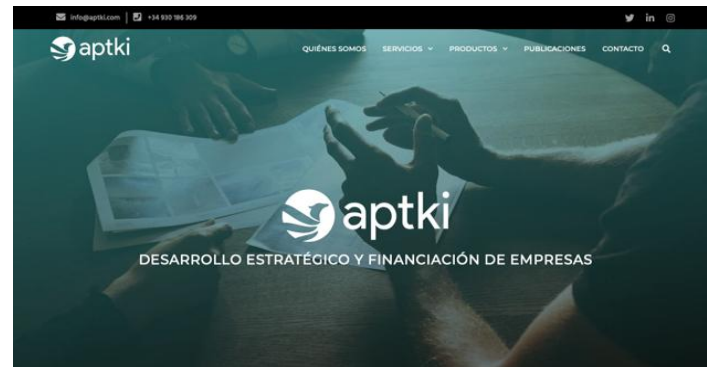 info@aptki.com | +34 930 186 309
aptki
QUIÉNES SOMOS SERVICIOS PRODUCTOS PUBLICACIONES CONTACTO
aptki
DESARROLLO ESTRATÉGICO Y FINANCIACIÓN DE EMPRESAS